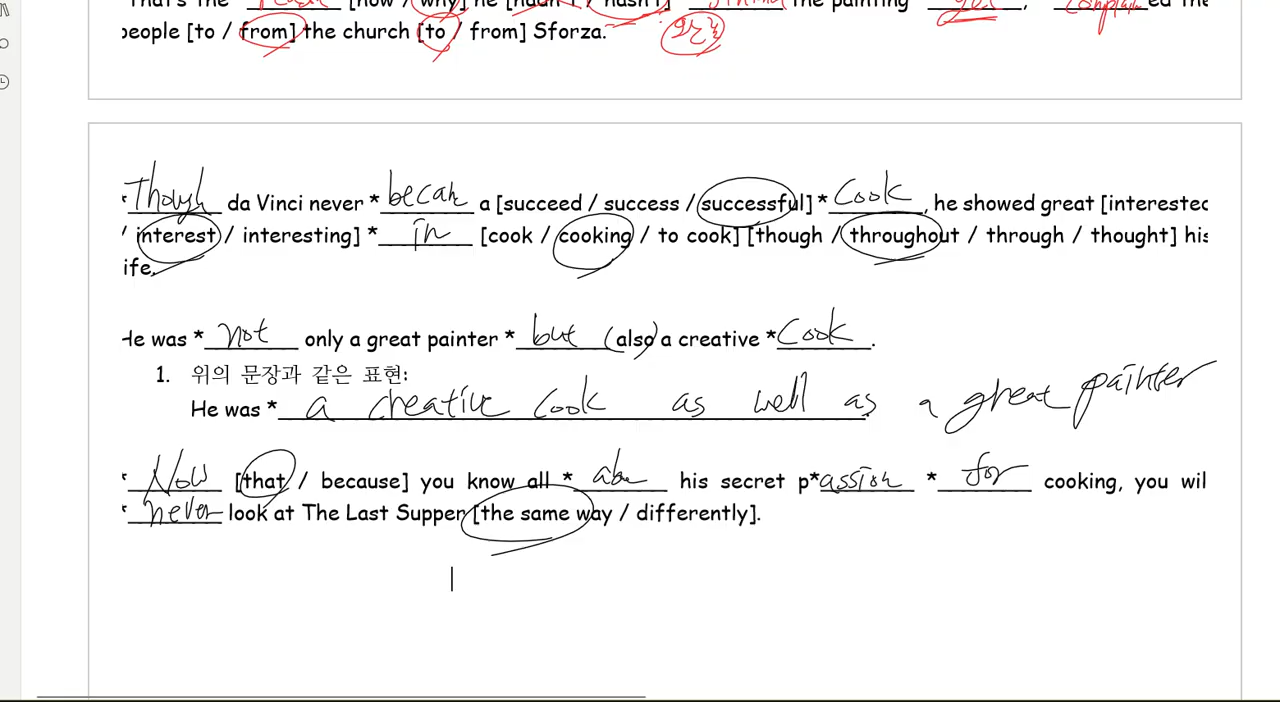 people [to / from] the church [to / from] Sforza.
*Though da Vinci never * a [succeed / success / successful] *Cook, he showed great [interested
/ interest / interesting] * in [cook / cooking / to cook] [though / throughout / through / thought] his
life.
He was * not only a great painter * but (also) a creative *Cook.
1. 위의 문장과 같은 표현:
He was * a creative cook as well as a great painter
* Now [that / because] you know all * his secret p*assion * for cooking, you wil
* never look at The Last Supper [the same way / differently].